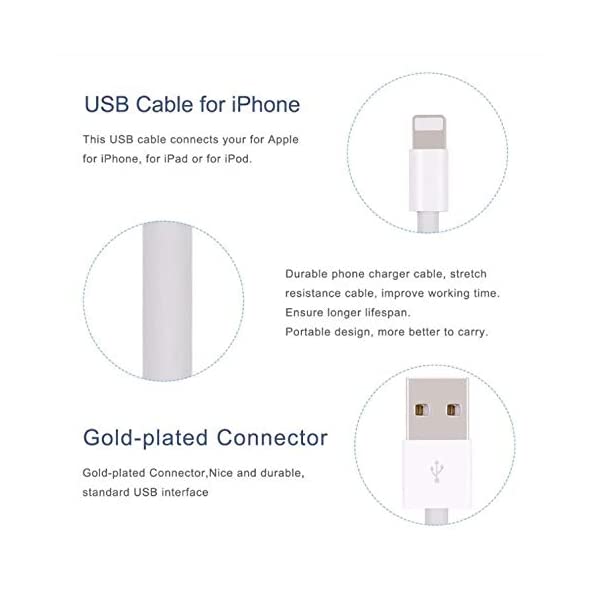 USB Cable for iPhone
This USB cable connects your for Apple
for iPhone, for iPad or for iPod.
Durable phone charger cable, stretch
resistance cable, improve working time.
Ensure longer lifespan.
Portable design, more better to carry.
Gold-plated Connector
Gold-plated Connector,Nice and durable,
standard USB interface